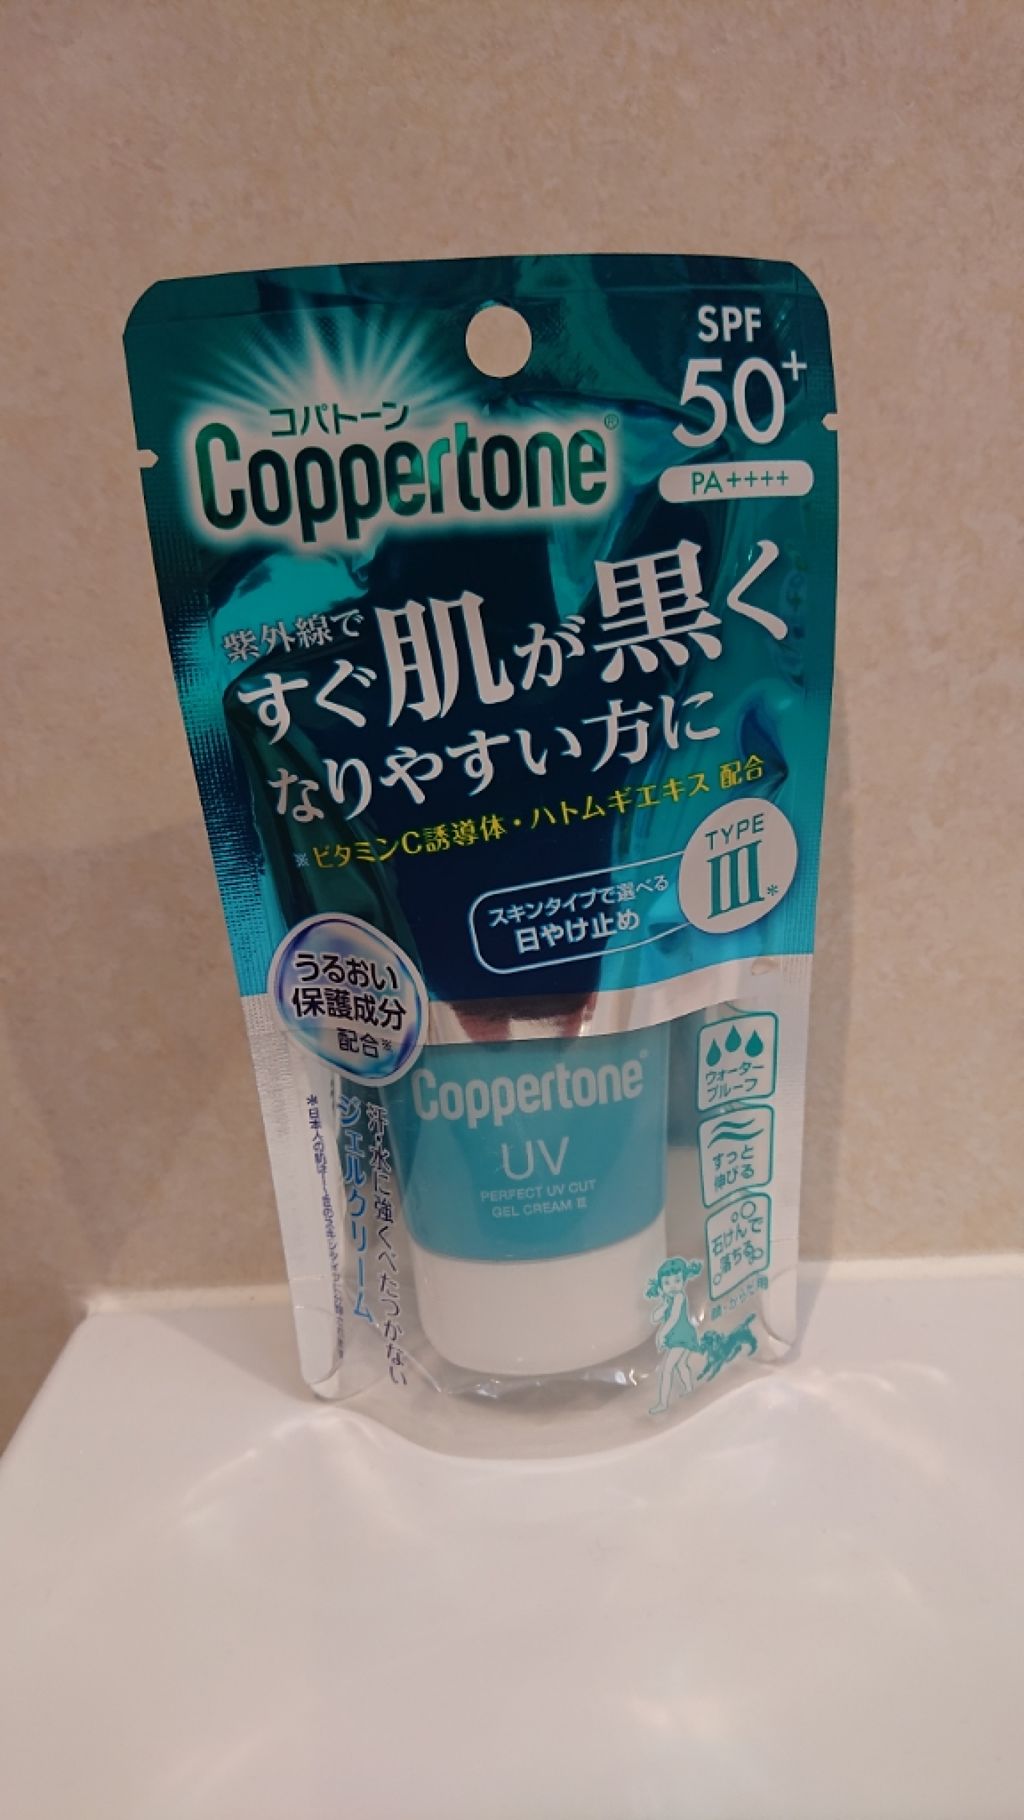 SPF
50+
PA++++
コパトーン
Coppertone®
紫外線で
すぐ肌が黒く
なりやすい方に
※ビタミンC誘導体・ハトムギエキス 配合
TYPE
III*
スキンタイプで選べる
日やけ止め
うるおい
保護成分
配合※
汗・水に強くべたつかない
ジェルクリーム
Coppertone®
UV
PERFECT UV CUT
GEL CREAM III
ウォーター
プルーフ
すっと
伸びる
石けんで
落ちる
顔・からだ用